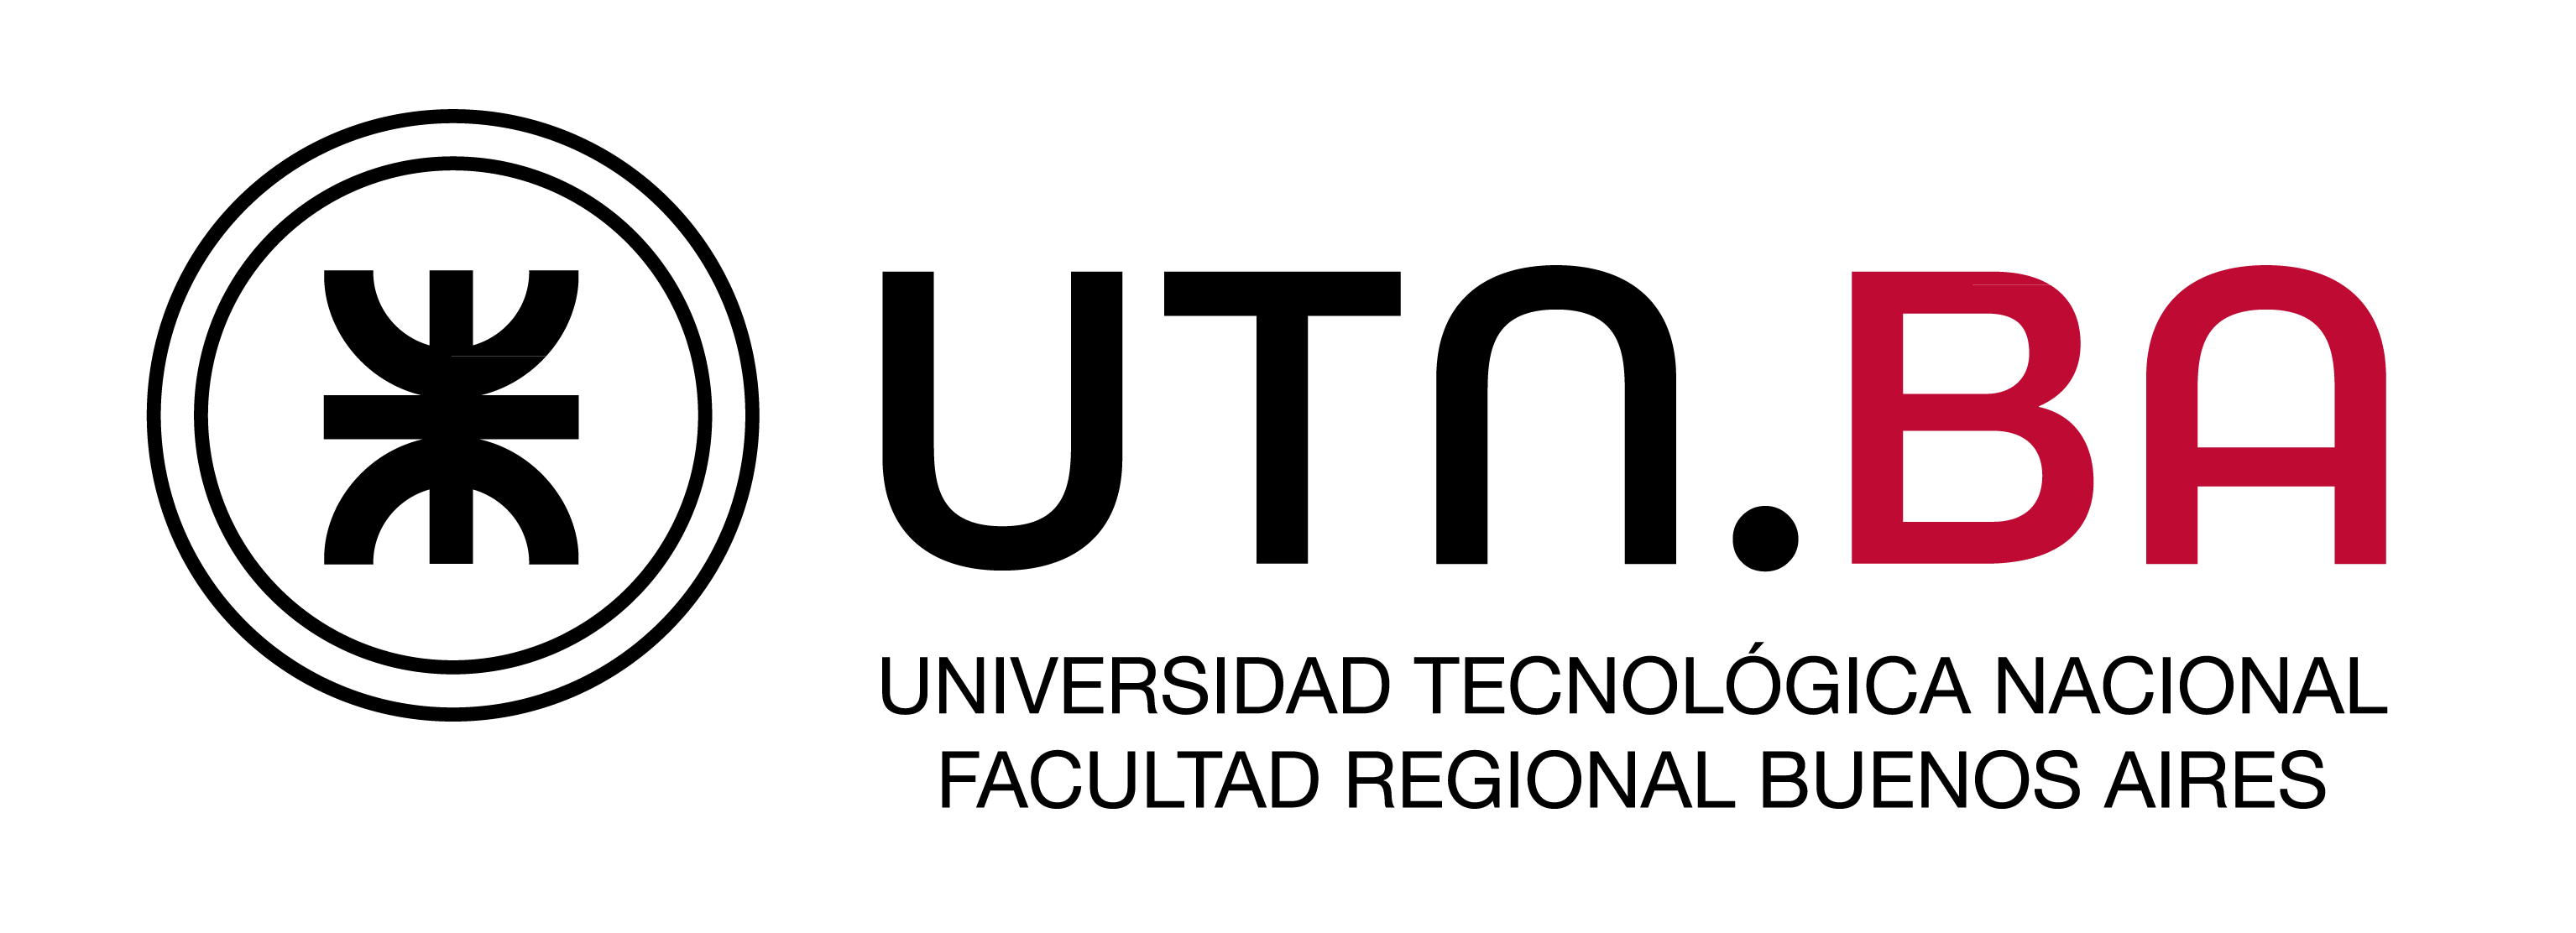 UTN.BA
UNIVERSIDAD TECNOLÓGICA NACIONAL
FACULTAD REGIONAL BUENOS AIRES